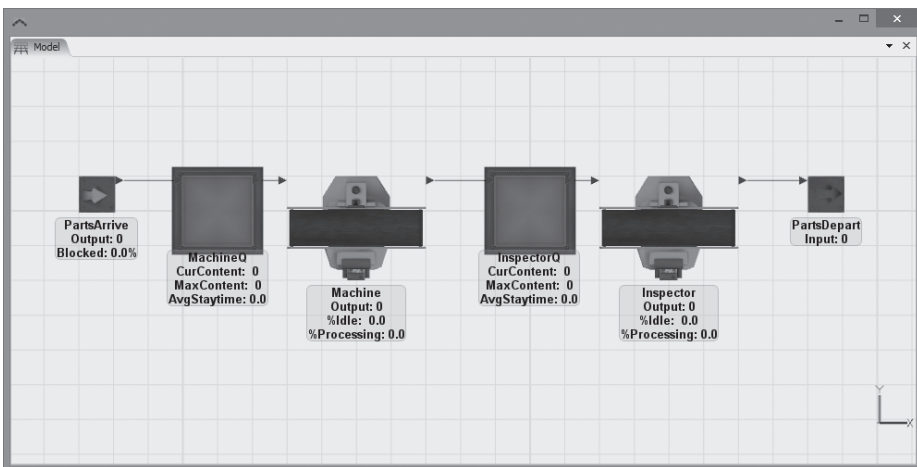 Model
PartsArrive
Output: 0
Blocked: 0.0%
MachineQ
CurContent: 0
MaxContent: 0
AvgStaytime: 0.0
Machine
Output: 0
%Idle: 0.0
%Processing: 0.0
InspectorQ
CurContent: 0
MaxContent: 0
AvgStaytime: 0.0
Inspector
Output: 0
%Idle: 0.0
%Processing: 0.0
PartsDepart
Input: 0
Y
X